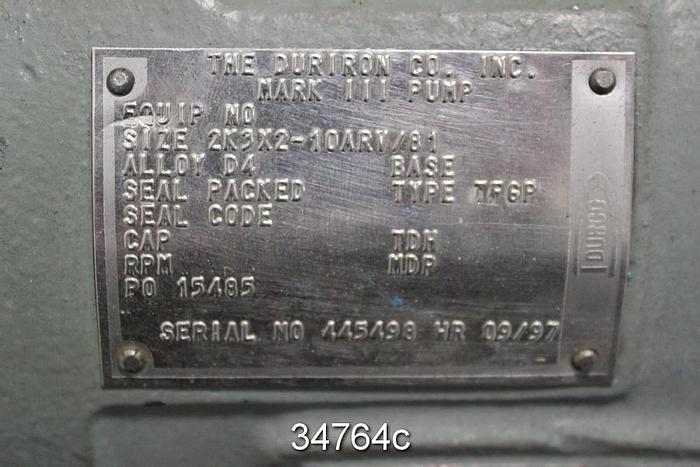 THE DURIRON CO. INC.
MARK III PUMP
EQUIP NO
SIZE 2K3X2-10ARV/81
ALLOY D4 BASE
SEAL PACKED TYPE TFGP
SEAL CODE
CAP TDH
RPM MDP
PO 15485
SERIAL NO 445498 HR 09/97
DURCO
34764c